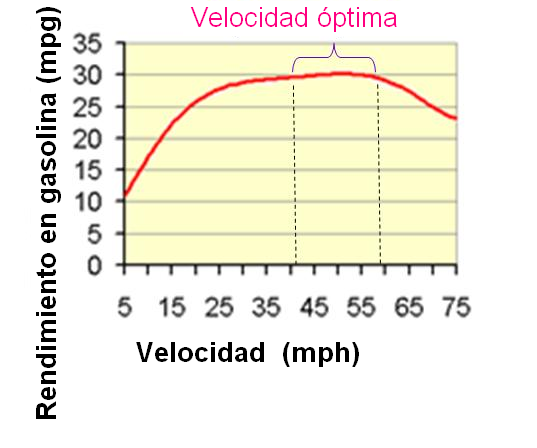 Velocidad óptima
Rendimiento en gasolina (mpg)
35
30
25
20
15
10
5
0
5 15 25 35 45 55 65 75
Velocidad (mph)